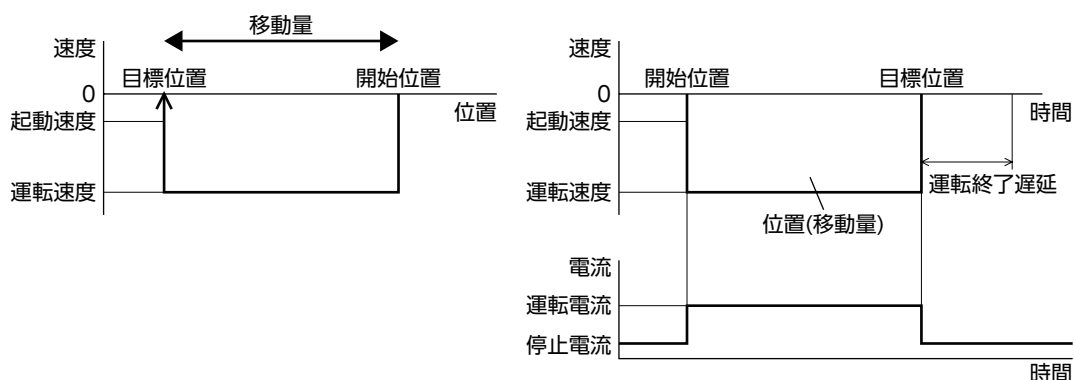 移動量
速度
目標位置
開始位置
0
位置
起動速度
運転速度
速度
開始位置
目標位置
0
時間
起動速度
運転速度
運転終了遅延
位置(移動量)
電流
運転電流
停止電流
時間